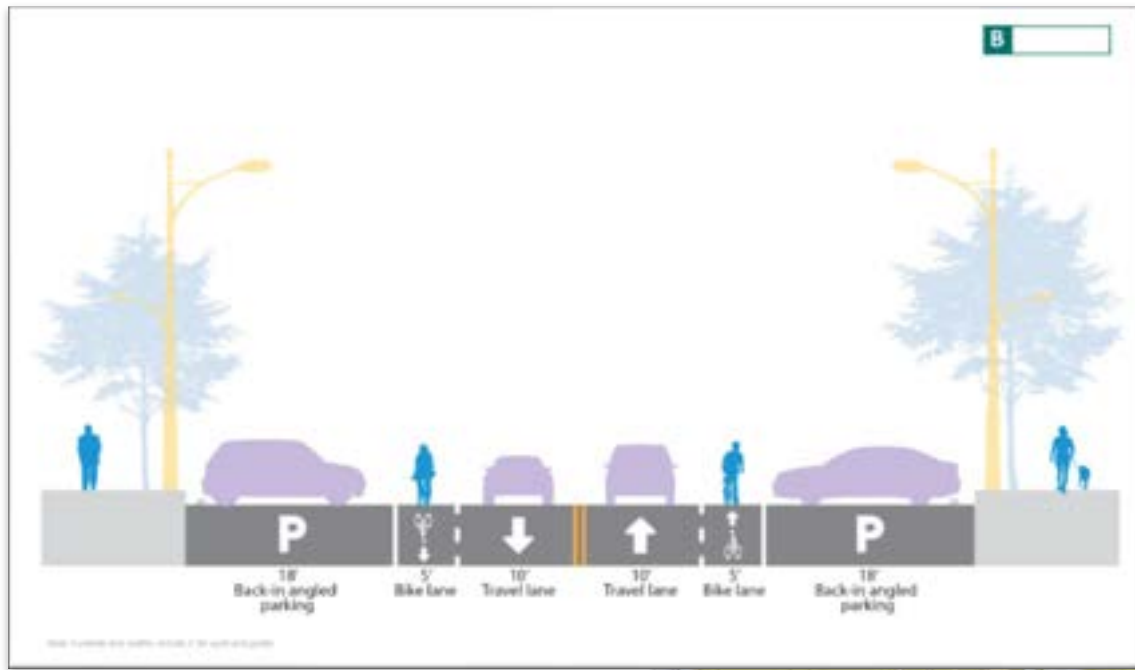 B
P
P
18'
Back-in angled
parking
5'
Bike lane
10'
Travel lane
10'
Travel lane
5'
Bike lane
18'
Back-in angled
parking